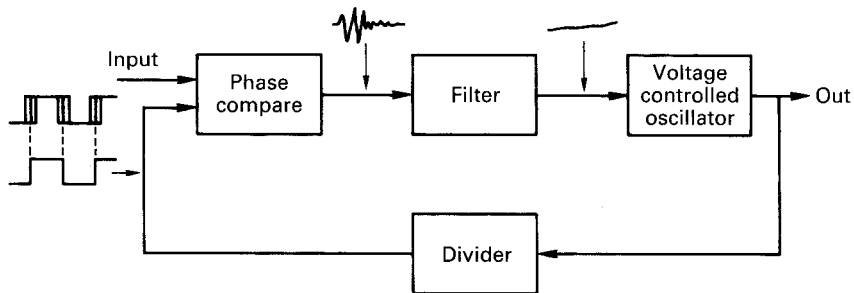 Input
Phase
compare
Filter
Voltage
controlled
oscillator
Out
Divider